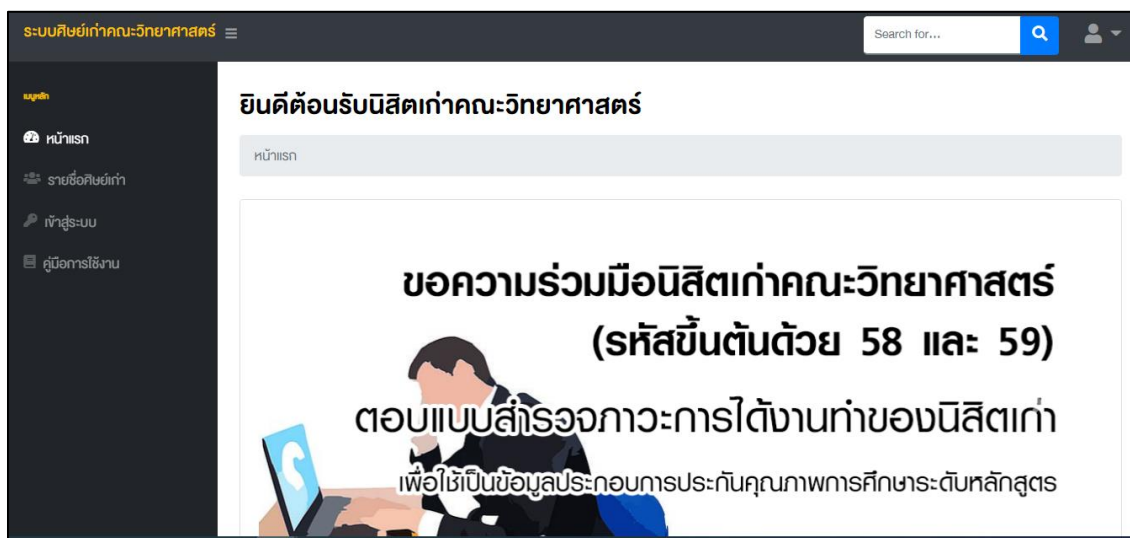 ระบบศิษย์เก่าคณะวิทยาศาสตร์
Search for...
เมนูหลัก
หน้าแรก
รายชื่อศิษย์เก่า
เข้าสู่ระบบ
คู่มือการใช้งาน
ยินดีต้อนรับนิสิตเก่าคณะวิทยาศาสตร์
หน้าแรก
ขอความร่วมมือนิสิตเก่าคณะวิทยาศาสตร์
(รหัสขึ้นต้นด้วย 58 และ 59)
ตอบแบบสำรวจภาวะการได้งานทำของนิสิตเก่า
เพื่อใช้เป็นข้อมูลประกอบการประกันคุณภาพการศึกษาระดับหลักสูตร